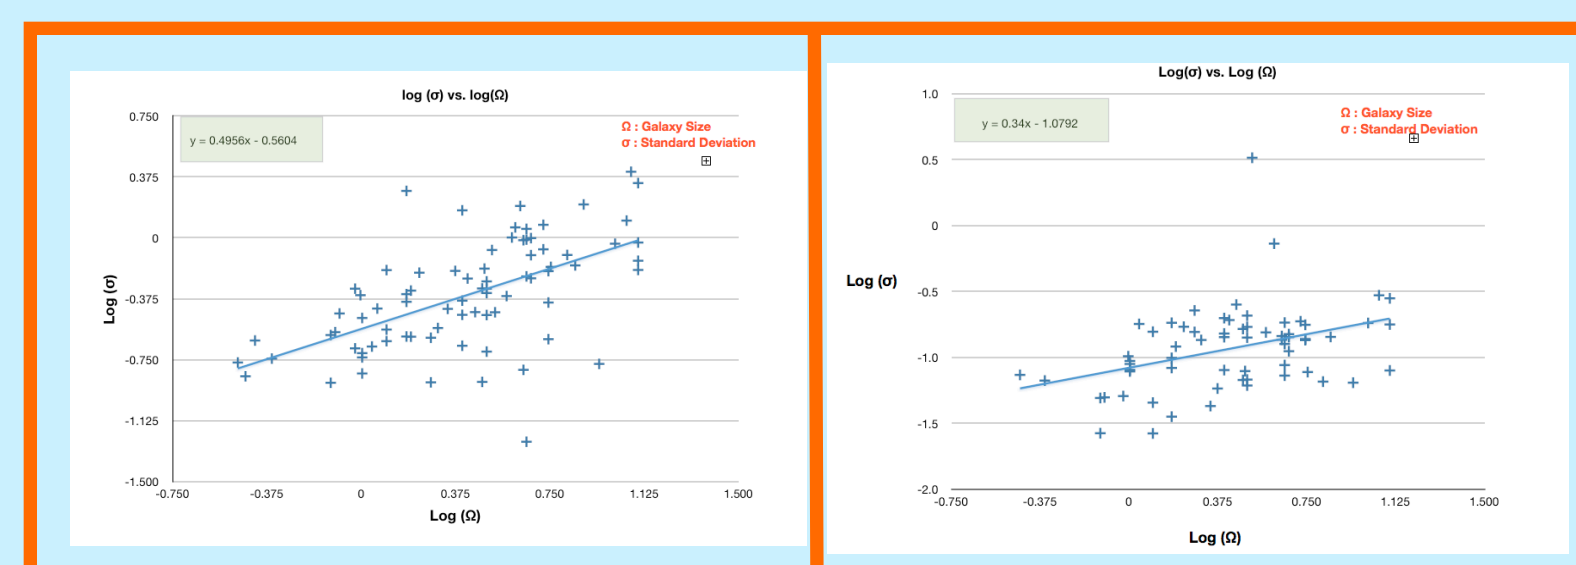 log (σ) vs. log(Ω)
0.750
y = 0.4956x - 0.5604
Ω : Galaxy Size
σ : Standard Deviation
0.375
0
Log (σ)
-0.375
-0.750
-1.125
-1.500
-0.750 -0.375 0 0.375 0.750 1.125 1.500
Log (Ω)
Log(σ) vs. Log (Ω)
1.0
y = 0.34x - 1.0792
Ω : Galaxy Size
σ : Standard Deviation
0.5
0
Log (σ)
-0.5
-1.0
-1.5
-2.0
-0.750 -0.375 0 0.375 0.750 1.125 1.500
Log (Ω)